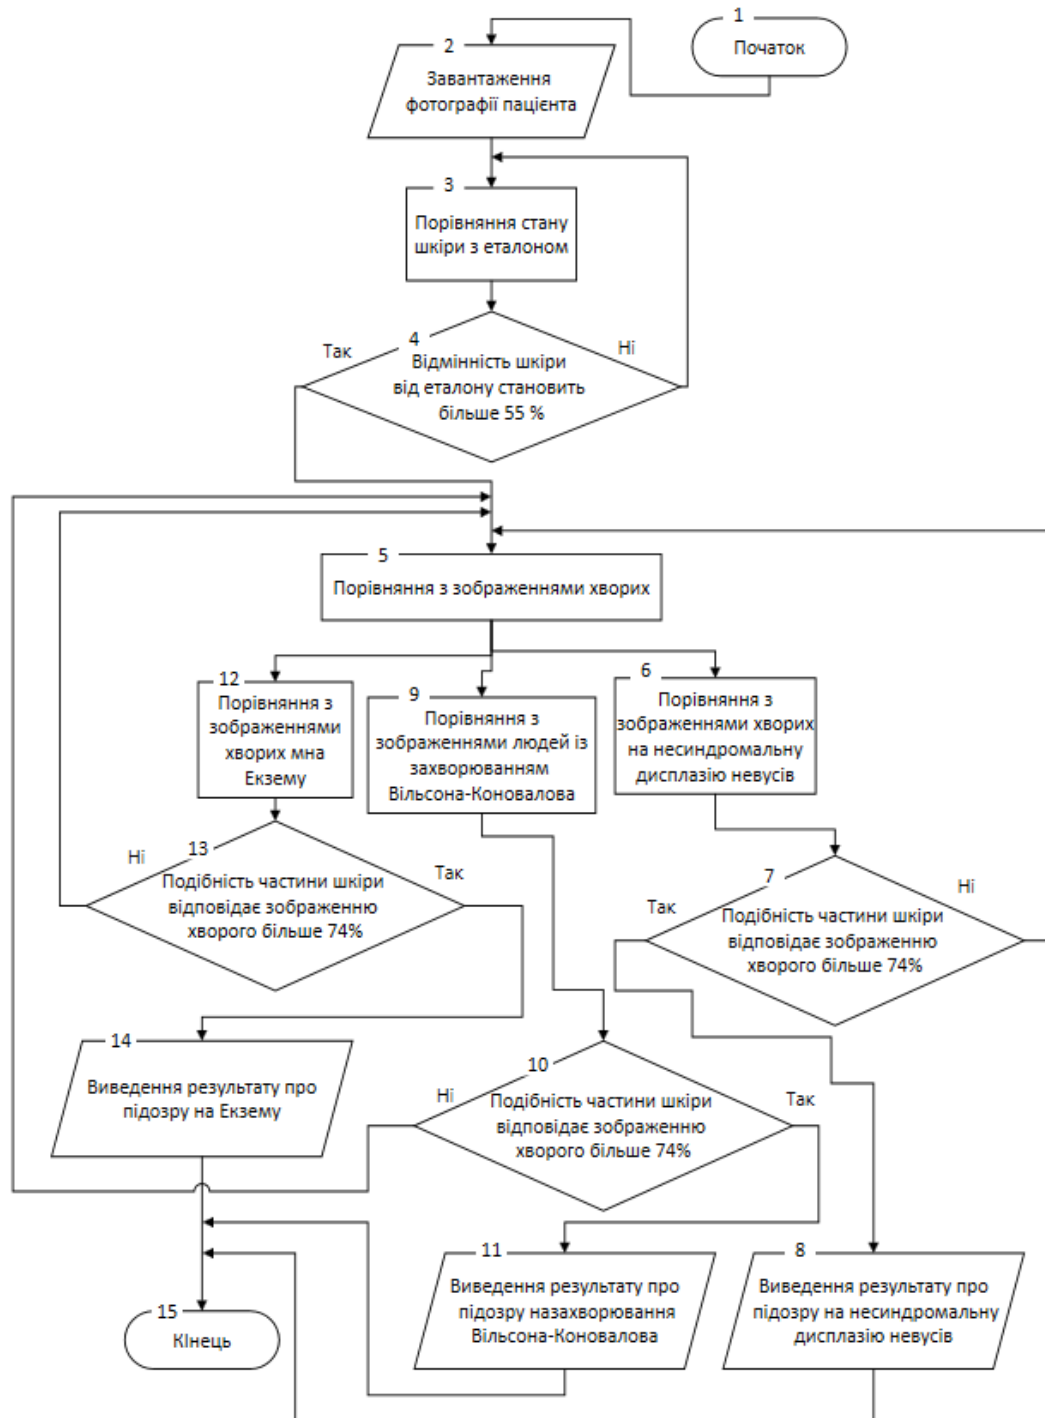 1
Початок
2
Завантаження
фотографії пацієнта
3
Порівняння стану
шкіри з еталоном
4
Так
Ні
Відмінність шкіри
від еталону становить
більше 55 %
5
Порівняння з зображеннями хворих
12
Порівняння з
зображеннями
хворих мна
Екзему
9
Порівняння з
зображеннями людей із
захворюванням
Вільсона-Коновалова
6
Порівняння з
зображеннями хворих
на несиндромальну
дисплазію невусів
13
Ні
Так
Подібність частини шкіри
відповідає зображенню
хворого більше 74%
7
Так
Ні
Подібність частини шкіри
відповідає зображенню
хворого більше 74%
14
Виведення результату про
підозру на Екзему
10
Ні
Так
Подібність частини шкіри
відповідає зображенню
хворого більше 74%
11
Виведення результату про
підозру назахворювання
Вільсона-Коновалова
8
Виведення результату про
підозру на несиндромальну
дисплазію невусів
15
КІнець